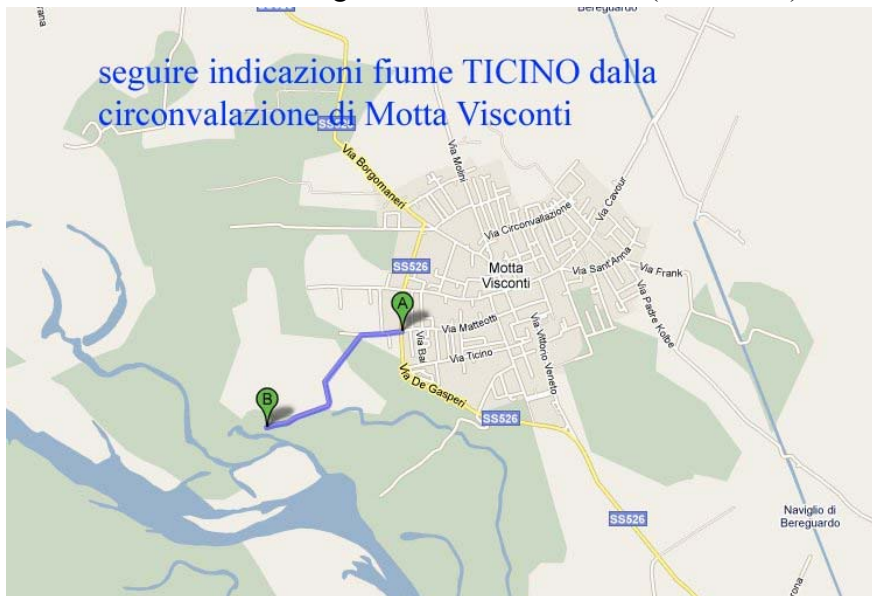 Bereguardo
seguire indicazioni fiume TICINO dalla
circonvalazione di Motta Visconti
SS526
Via Borgomaneri
Via Molini
Via Cavour
Via Circonvallazione
SS526
Motta
Visconti
Via Sant'Anna
Via Frank
Via Padre Kolbe
A
Via Matteotti
Via Bai
Via Ticino
Via Vittorio Veneto
Via De Gasperi
B
SS526
SS526
Naviglio di
Bereguardo